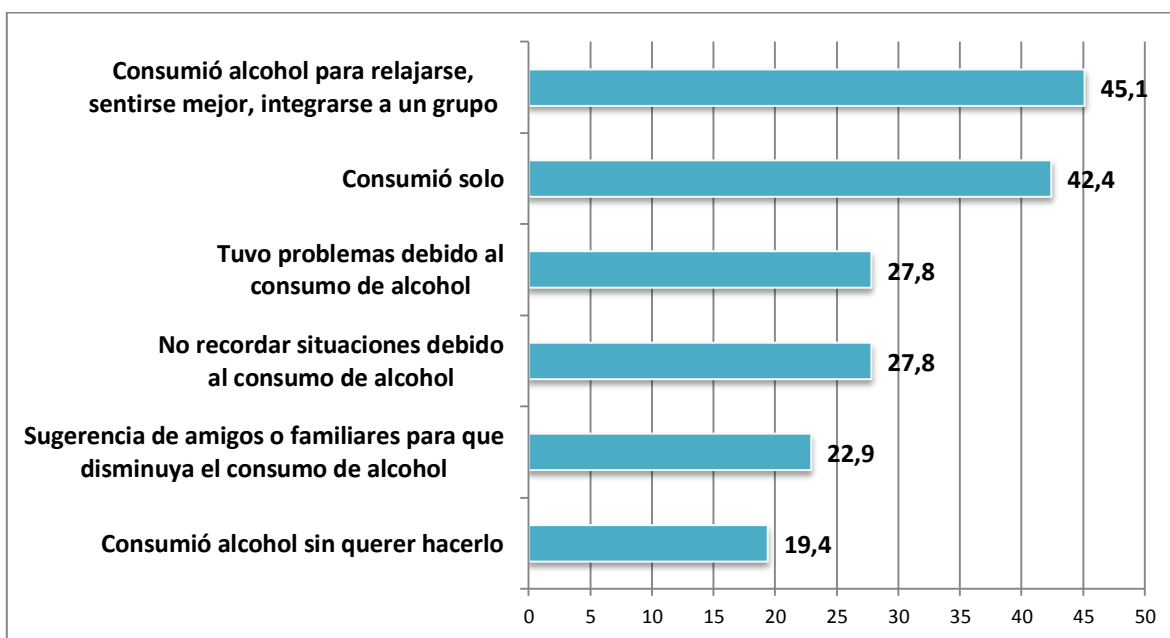 Consumió alcohol para relajarse,
sentirse mejor, integrarse a un grupo
45,1
Consumió solo
42,4
Tuvo problemas debido al
consumo de alcohol
27,8
No recordar situaciones debido
al consumo de alcohol
27,8
Sugerencia de amigos o familiares para que
disminuya el consumo de alcohol
22,9
Consumió alcohol sin querer hacerlo
19,4
0 5 10 15 20 25 30 35 40 45 50